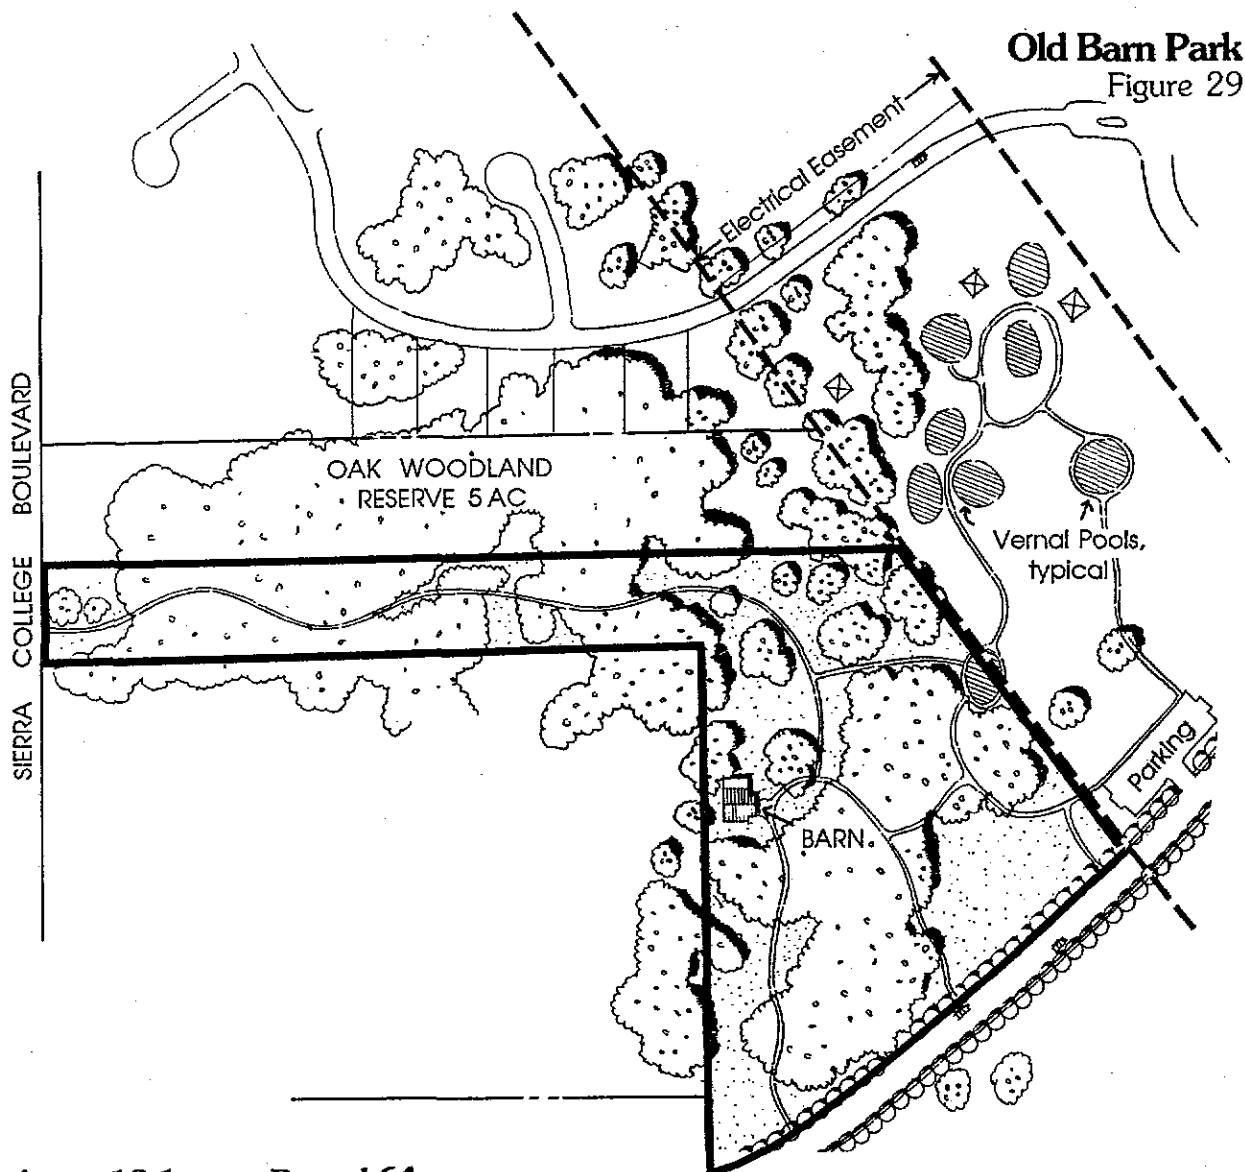 Old Barn Park
Figure 29
Electrical Easement
SIERRA COLLEGE BOULEVARD
OAK WOODLAND
RESERVE 5 AC
Vernal Pools,
typical
Parking
BARN